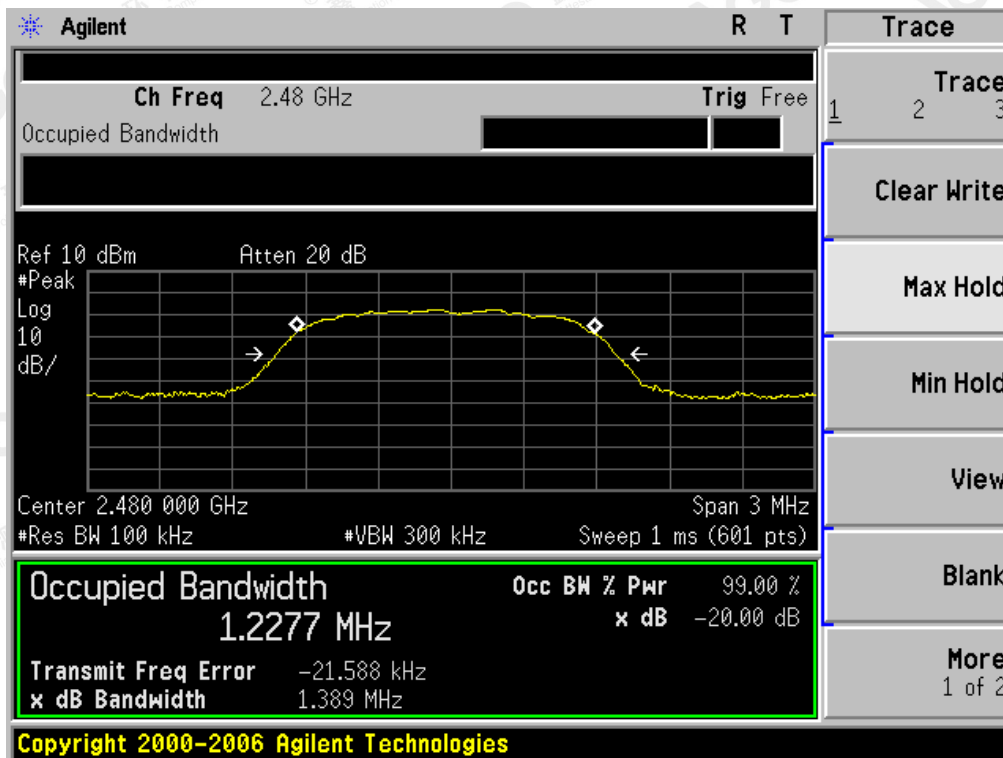 Agilent R T
Ch Freq 2.48 GHz Trig Free
Occupied Bandwidth
Ref 10 dBm Atten 20 dB
#Peak
Log
10
dB/
Center 2.480 000 GHz Span 3 MHz
#Res BW 100 kHz #VBW 300 kHz Sweep 1 ms (601 pts)
Occupied Bandwidth Occ BW % Pwr 99.00 %
1.2277 MHz x dB -20.00 dB
Transmit Freq Error -21.588 kHz
x dB Bandwidth 1.389 MHz
Copyright 2000-2006 Agilent Technologies
Trace
Trace
1 2 3
Clear Write
Max Hold
Min Hold
View
Blank
More
1 of 2